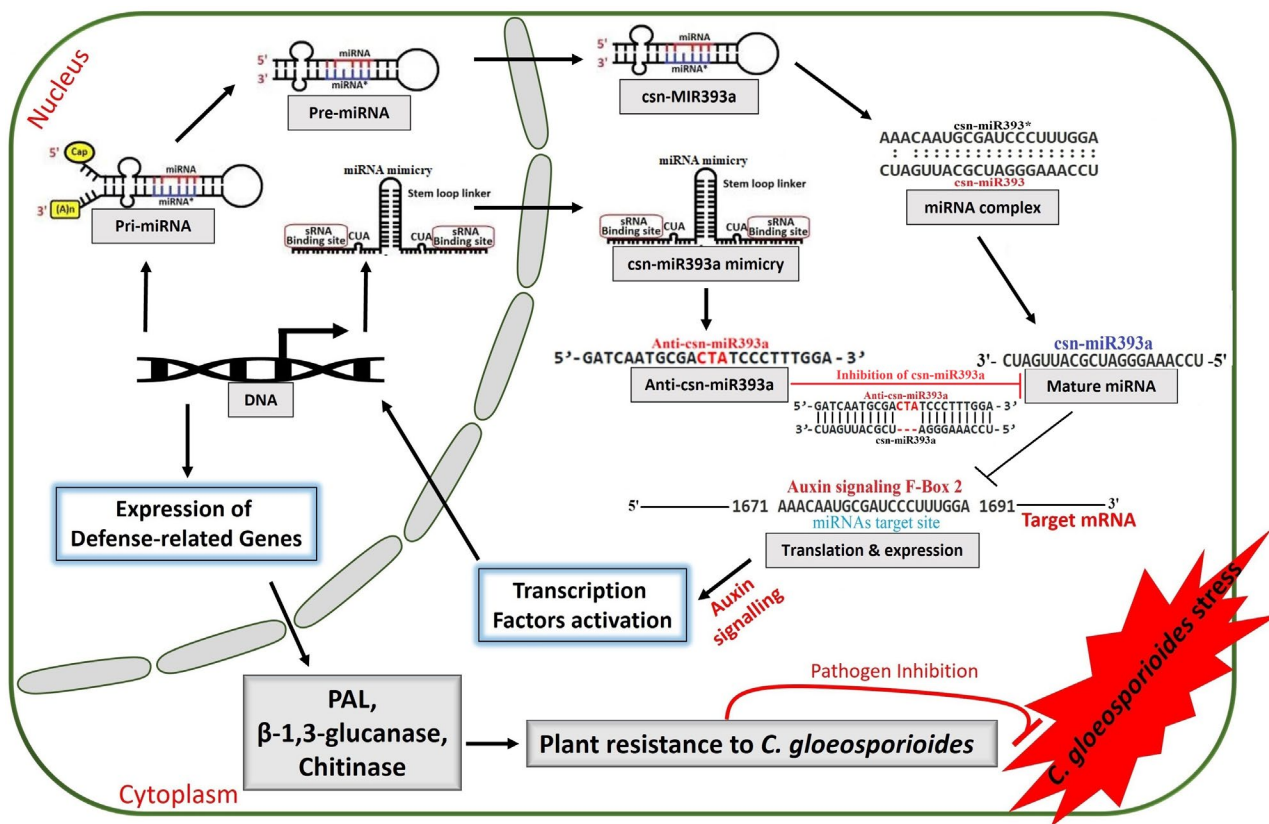 Nucleus
5'
3'
miRNA
miRNA*
Pre-miRNA
5'
3'
miRNA
miRNA*
csn-MIR393a
5'
Cap
3'
(A)n
miRNA
miRNA*
Pri-miRNA
miRNA mimicry
Stem loop linker
sRNA
Binding site
CUA
CUA
sRNA
Binding site
miRNA mimicry
Stem loop linker
sRNA
Binding site
CUA
CUA
sRNA
Binding site
csn-miR393a mimicry
csn-miR393*
AAACAAUGCGAUCCCUUUGGA
: : :::::::::::::::::
CUAGUUACGCUAGGGAAACCU
csn-miR393
miRNA complex
DNA
Anti-csn-miR393a
5'-GATCAATGCGACTATCCCTTTGGA-3'
Anti-csn-miR393a
Inhibition of csn-miR393a
csn-miR393a
3'- CUAGUUACGCUAGGGAAACCU -5'
Mature miRNA
Anti-csn-miR393a
5'-GATCAATGCGACTATCCCTTTGGA-3'
3'-CUAGUUACGCU---AGGGAAACCU-5'
csn-miR393a
Auxin signaling F-Box 2
5' 1671 AAACAAUGCGAUCCCUUUGGA 1691 3'
miRNAs target site
Target mRNA
Translation & expression
Auxin
signalling
Transcription
Factors activation
Expression of
Defense-related Genes
PAL,
β-1,3-glucanase,
Chitinase
Plant resistance to C. gloeosporioides
Pathogen Inhibition
C. gloeosporioides stress
Cytoplasm